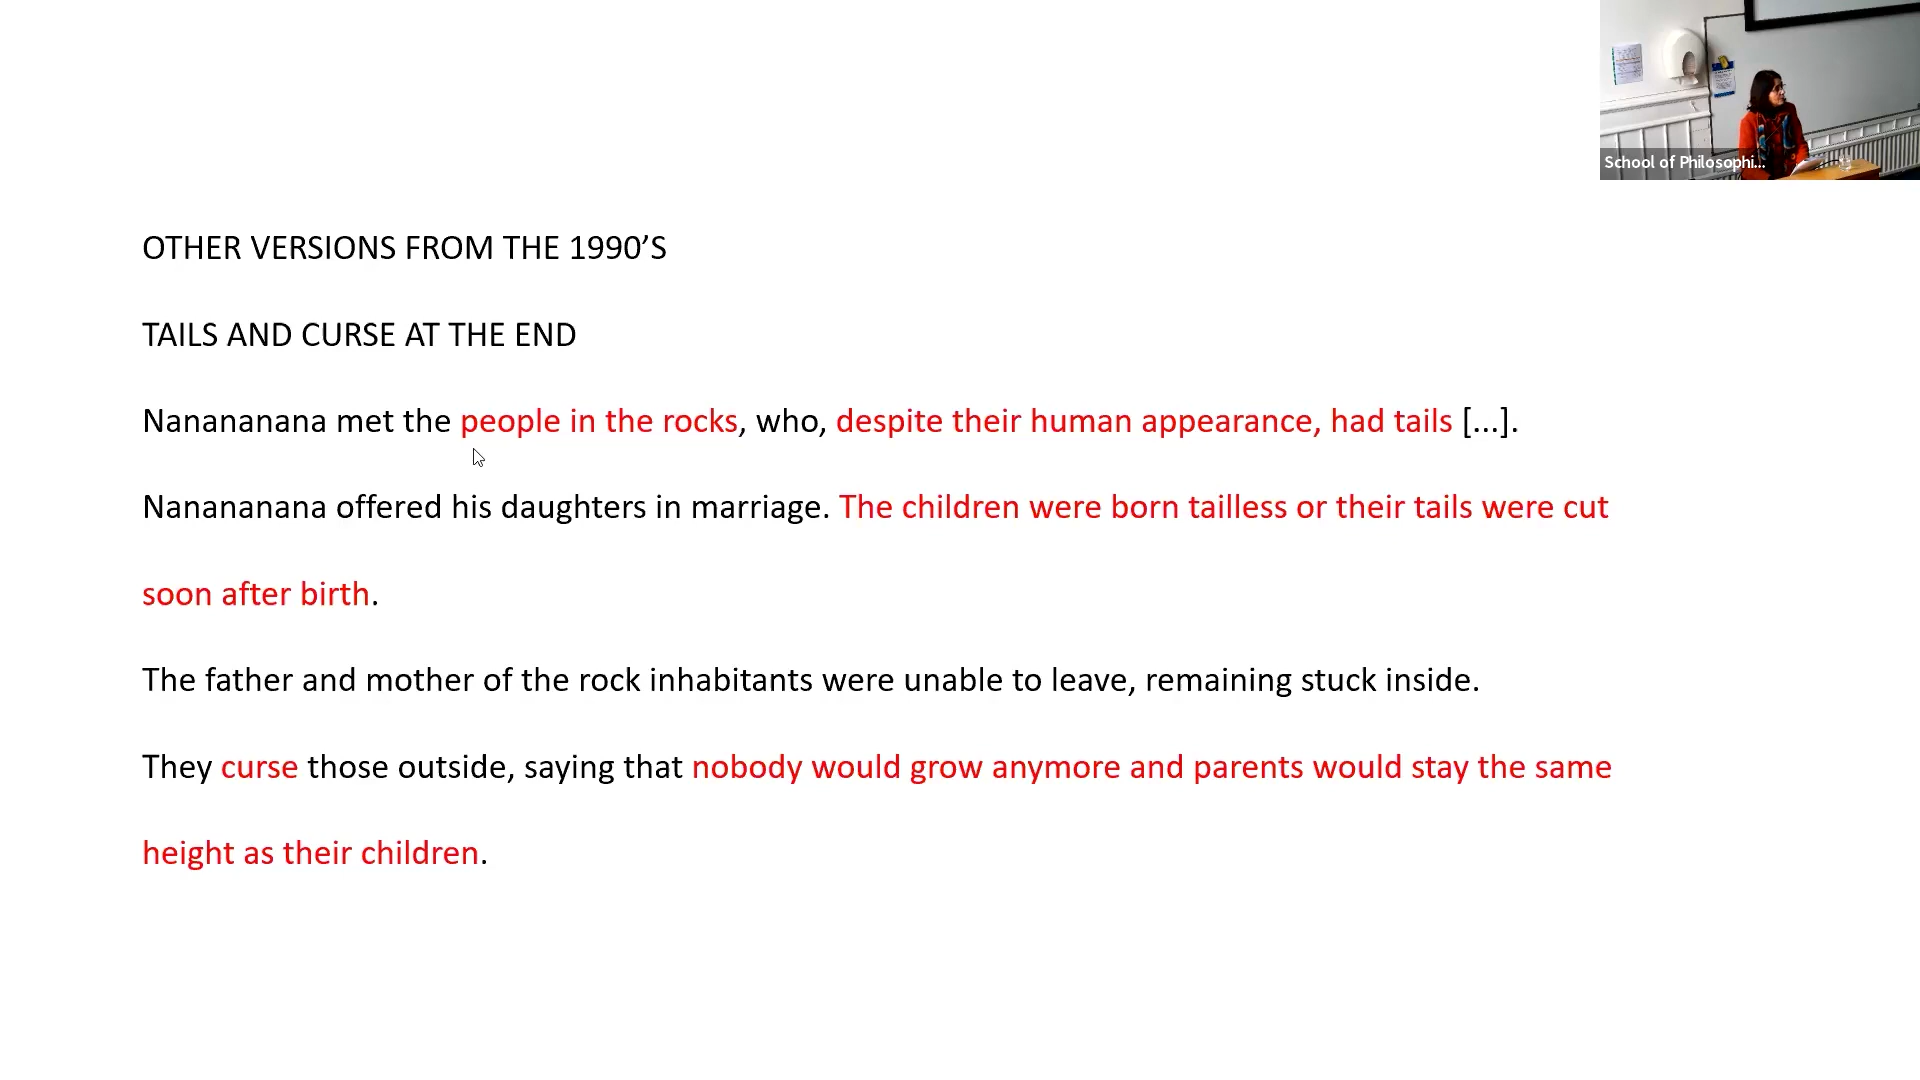 School of Philosophi...
OTHER VERSIONS FROM THE 1990’S
TAILS AND CURSE AT THE END
Nanananana met the people in the rocks, who, despite their human appearance, had tails [...].
Nanananana offered his daughters in marriage. The children were born tailless or their tails were cut
soon after birth.
The father and mother of the rock inhabitants were unable to leave, remaining stuck inside.
They curse those outside, saying that nobody would grow anymore and parents would stay the same
height as their children.